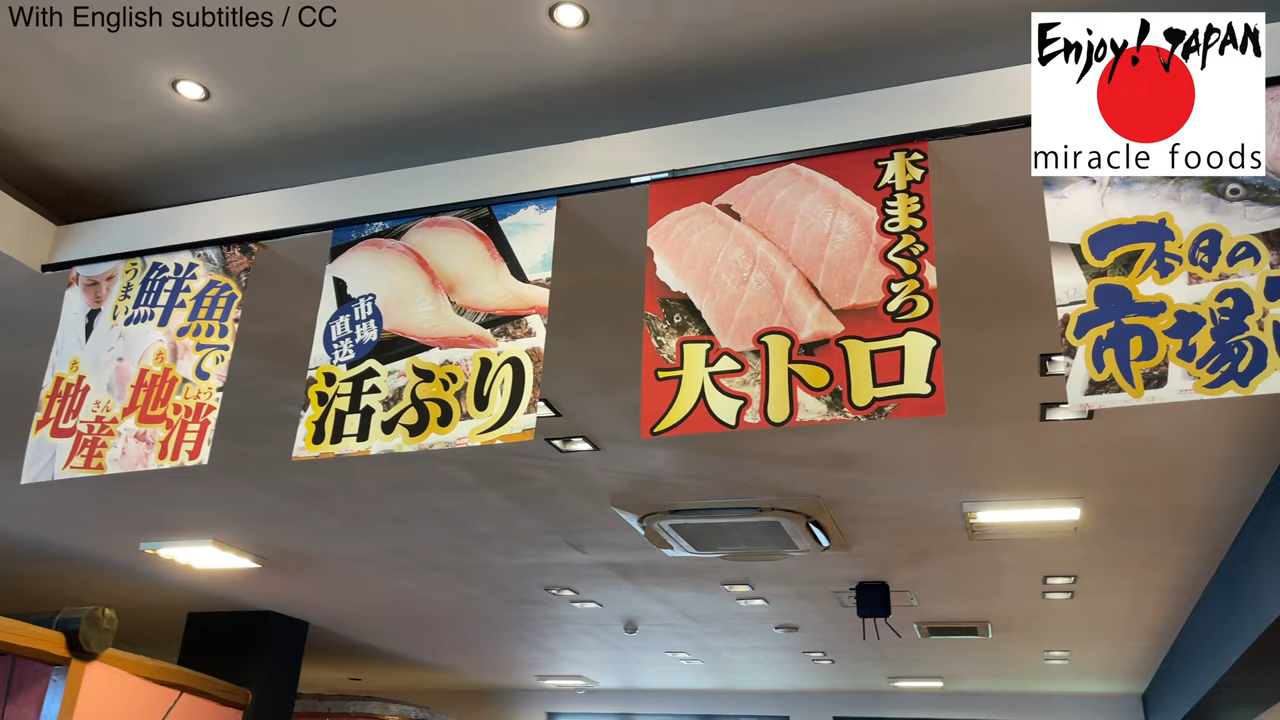 With English subtitles / CC
Enjoy! JAPAN
miracle foods
うまい
鮮魚で
ち さん
地産
ち しょう
地消
市場
直送
活ぶり
本まぐろ
大トロ
本日の
市場